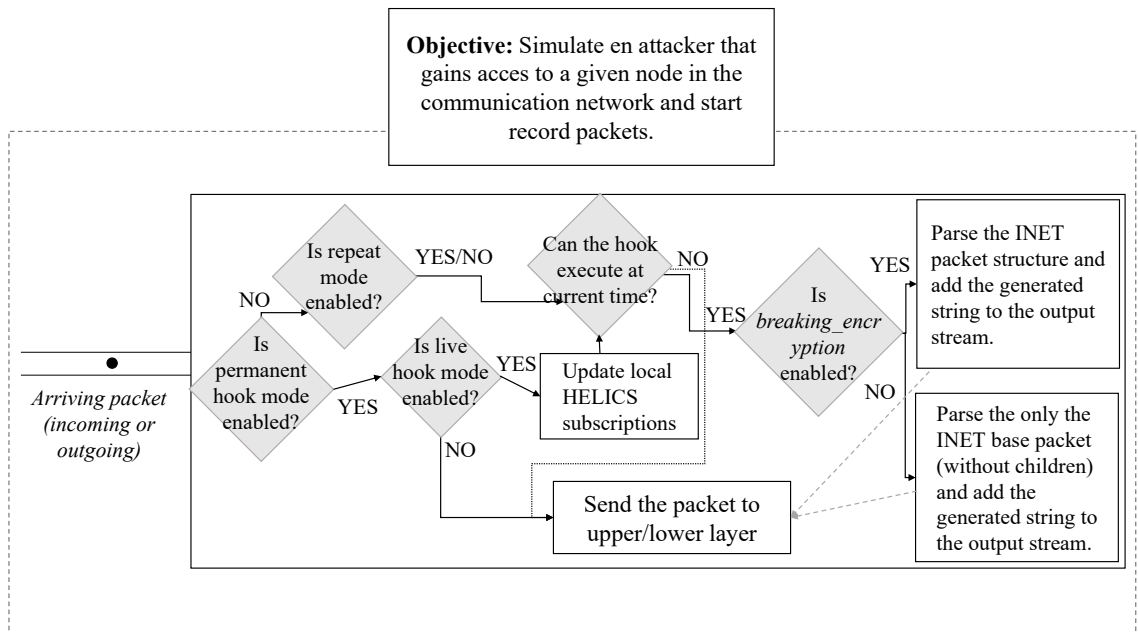 Objective: Simulate en attacker that
gains acces to a given node in the
communication network and start
record packets.
Arriving packet
(incoming or
outgoing)
Is
permanent
hook mode
enabled?
NO
YES
Is repeat
mode
enabled?
YES/NO
Is live
hook mode
enabled?
YES
NO
Update local
HELICS
subscriptions
Can the hook
execute at
current time?
NO
YES
Is
breaking_encr
yption
enabled?
YES
NO
Parse the INET
packet structure and
add the generated
string to the output
stream.
Parse the only the
INET base packet
(without children)
and add the
generated string to
the output stream.
Send the packet to
upper/lower layer